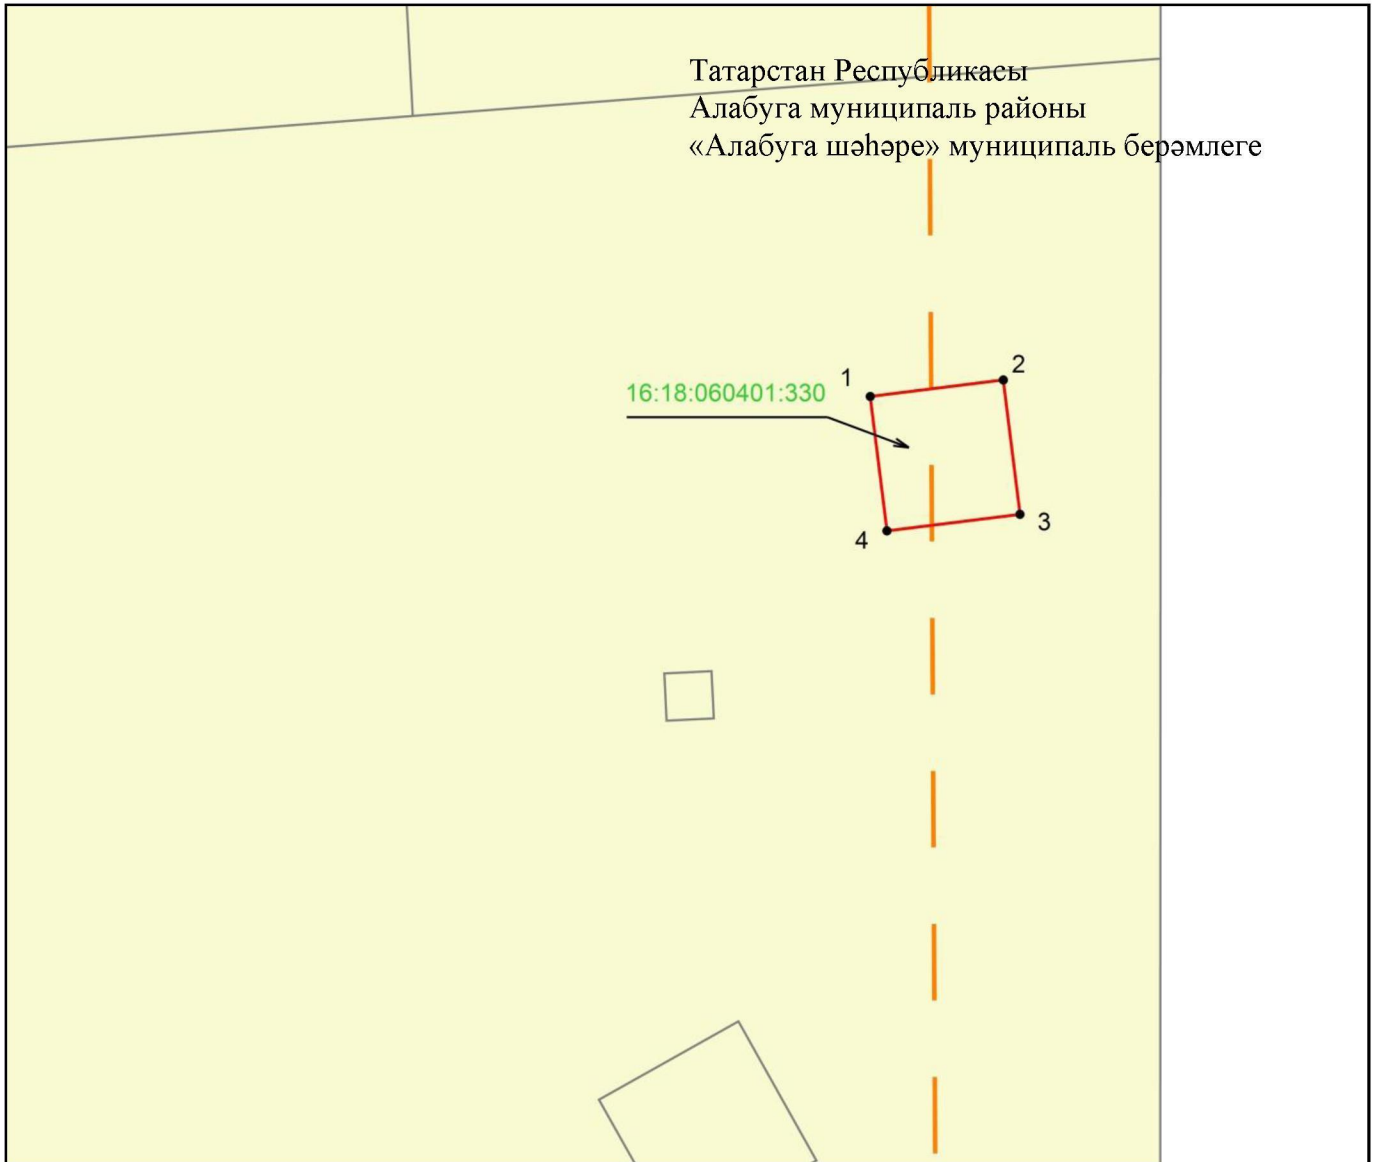 Татарстан Республикасы
Алабуга муниципаль районы
«Алабуга шәһәре» муниципаль берәмлеге
1
2
16:18:060401:330
3
4